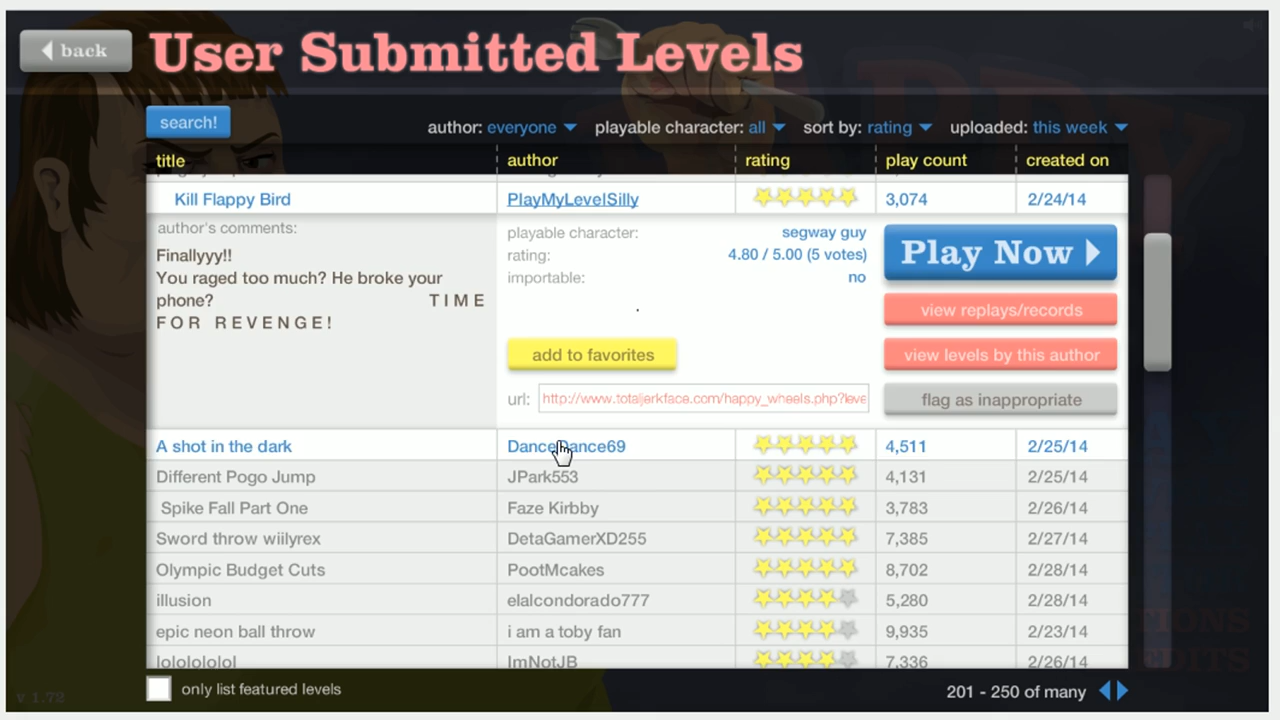 back
User Submitted Levels
search!
author: everyone playable character: all sort by: rating uploaded: this week
title author rating play count created on
Kill Flappy Bird PlayMyLevelSilly 3,074 2/24/14
author's comments:
Finallyyy!!
You raged too much? He broke your
phone? T I M E
F O R R E V E N G E !
playable character: segway guy
rating: 4.80 / 5.00 (5 votes)
importable: no
add to favorites
url: http://www.totaljerkface.com/happy_wheels.php?leve
Play Now
view replays/records
view levels by this author
flag as inappropriate
A shot in the dark DanceDance69 4,511 2/25/14
Different Pogo Jump JPark553 4,131 2/25/14
Spike Fall Part One Faze Kirbby 3,783 2/26/14
Sword throw wiilyrex DetaGamerXD255 7,385 2/27/14
Olympic Budget Cuts PootMcakes 8,702 2/28/14
illusion elalcondorado777 5,280 2/28/14
epic neon ball throw i am a toby fan 9,935 2/23/14
lolololololol ImNotJB 7,336 2/26/14
only list featured levels
201 - 250 of many
v 1.72